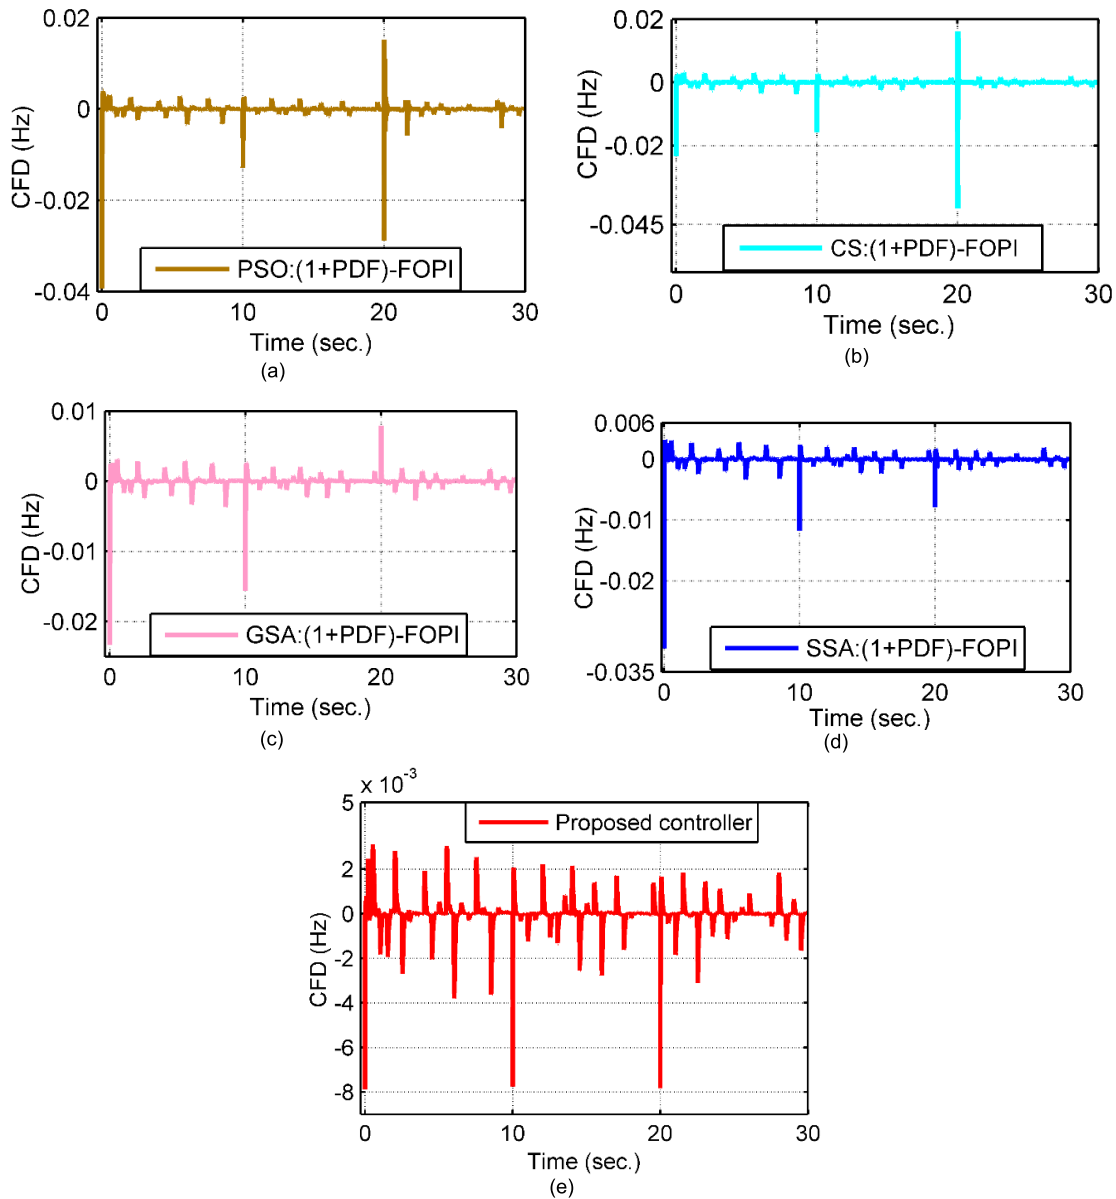 0.02
0
-0.02
-0.04
CFD (Hz)
PSO:(1+PDF)-FOPI
0 10 20 30
Time (sec.)
(a)
0.02
0
-0.02
-0.045
CFD (Hz)
CS:(1+PDF)-FOPI
0 10 20 30
Time (sec.)
(b)
0.01
0
-0.01
-0.02
CFD (Hz)
GSA:(1+PDF)-FOPI
0 10 20 30
Time (sec.)
(c)
0.006
0
-0.01
-0.02
-0.035
CFD (Hz)
SSA:(1+PDF)-FOPI
0 10 20 30
Time (sec.)
(d)
x 10⁻³
5
2
0
-2
-4
-6
-8
CFD (Hz)
Proposed controller
0 10 20 30
Time (sec.)
(e)